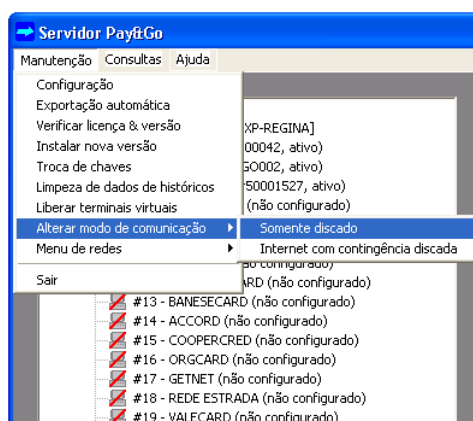 Servidor Pay&Go
Manutenção Consultas Ajuda
Configuração
Exportação automática
Verificar licença & versão
XP-REGINA]
Instalar nova versão
00042, ativo)
Troca de chaves
GO002, ativo)
Limpeza de dados de históricos
50001527, ativo)
Liberar terminais virtuais
(não configurado)
Alterar modo de comunicação
Somente discado
Menu de redes
Internet com contingência discada
ao configurado)
Sair
ARD (não configurado)
#13 - BANESECARD (não configurado)
#14 - ACCORD (não configurado)
#15 - COOPERCRED (não configurado)
#16 - ORGCARD (não configurado)
#17 - GETNET (não configurado)
#18 - REDE ESTRADA (não configurado)
#19 - VALECARD (não configurado)